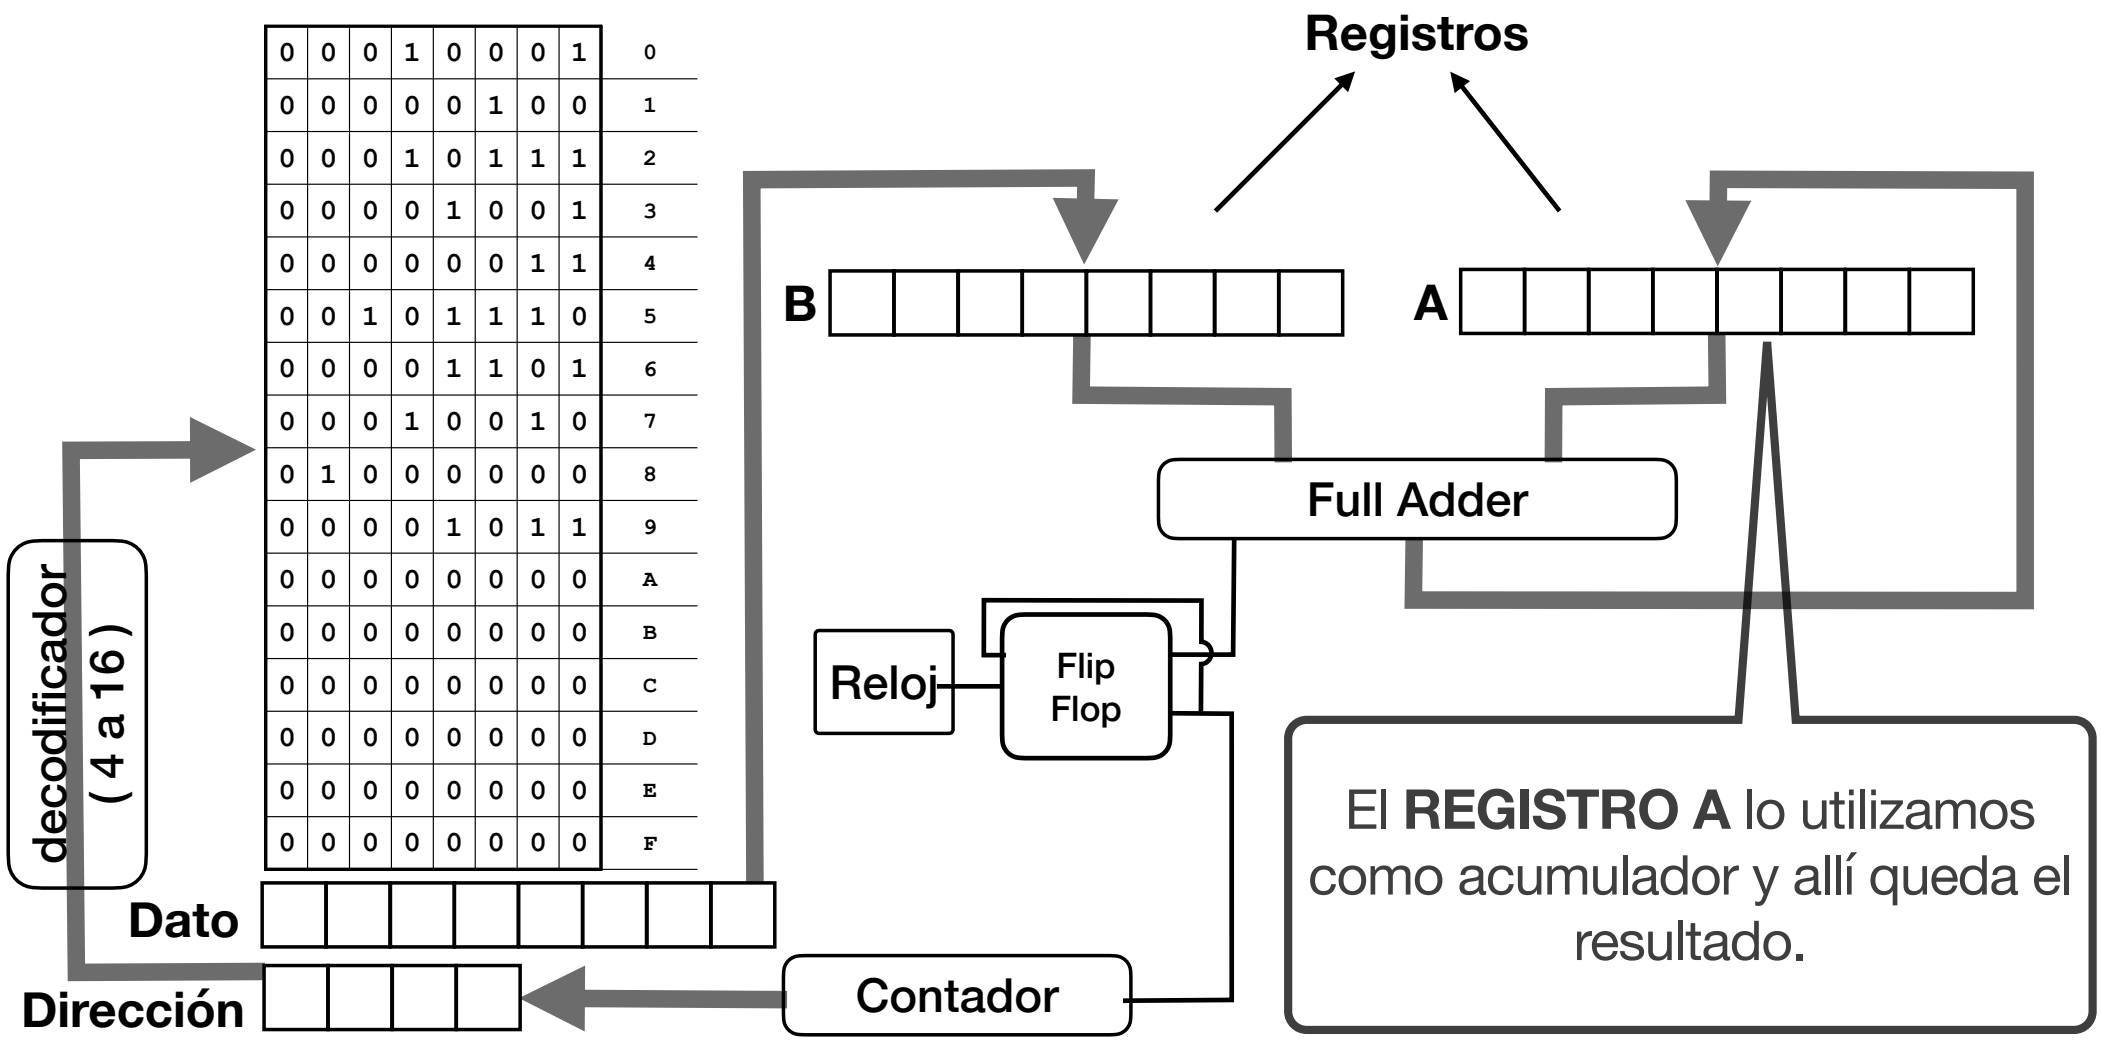 Registros
0 0 0 1 0 0 0 1 0
0 0 0 0 0 1 0 0 1
0 0 0 1 0 1 1 1 2
0 0 0 0 1 0 0 1 3
0 0 0 0 0 0 1 1 4
0 0 1 0 1 1 1 0 5
0 0 0 0 1 1 0 1 6
0 0 0 1 0 0 1 0 7
0 1 0 0 0 0 0 0 8
0 0 0 0 1 0 1 1 9
0 0 0 0 0 0 0 0 A
0 0 0 0 0 0 0 0 B
0 0 0 0 0 0 0 0 C
0 0 0 0 0 0 0 0 D
0 0 0 0 0 0 0 0 E
0 0 0 0 0 0 0 0 F
decodificador
( 4 a 16 )
Dato
Dirección
B
A
Full Adder
Reloj
Flip
Flop
Contador
El REGISTRO A lo utilizamos
como acumulador y allí queda el
resultado.